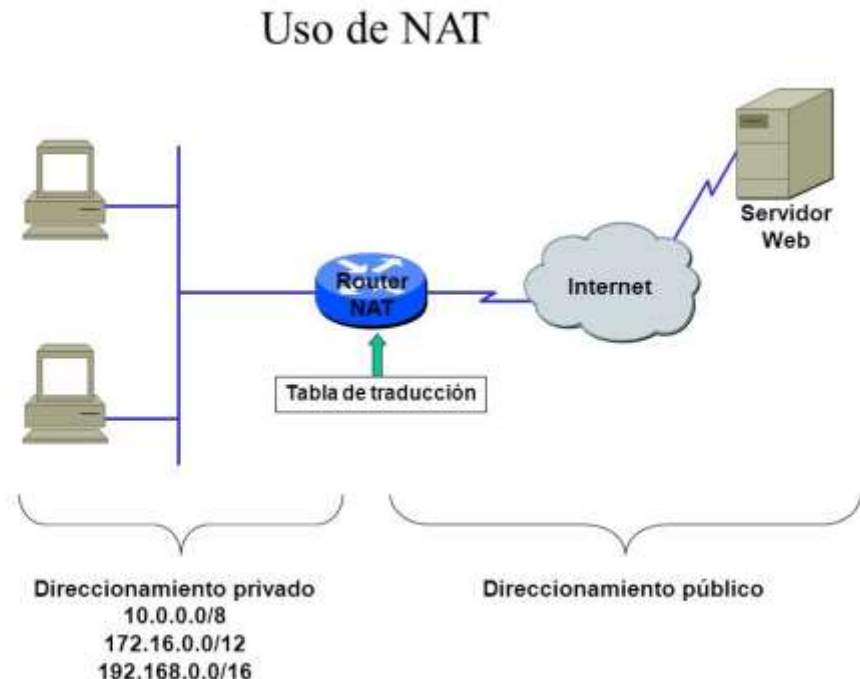 Uso de NAT
Servidor
Web
Router
NAT
Internet
Tabla de traducción
Direccionamiento privado
10.0.0.0/8
172.16.0.0/12
192.168.0.0/16
Direccionamiento público